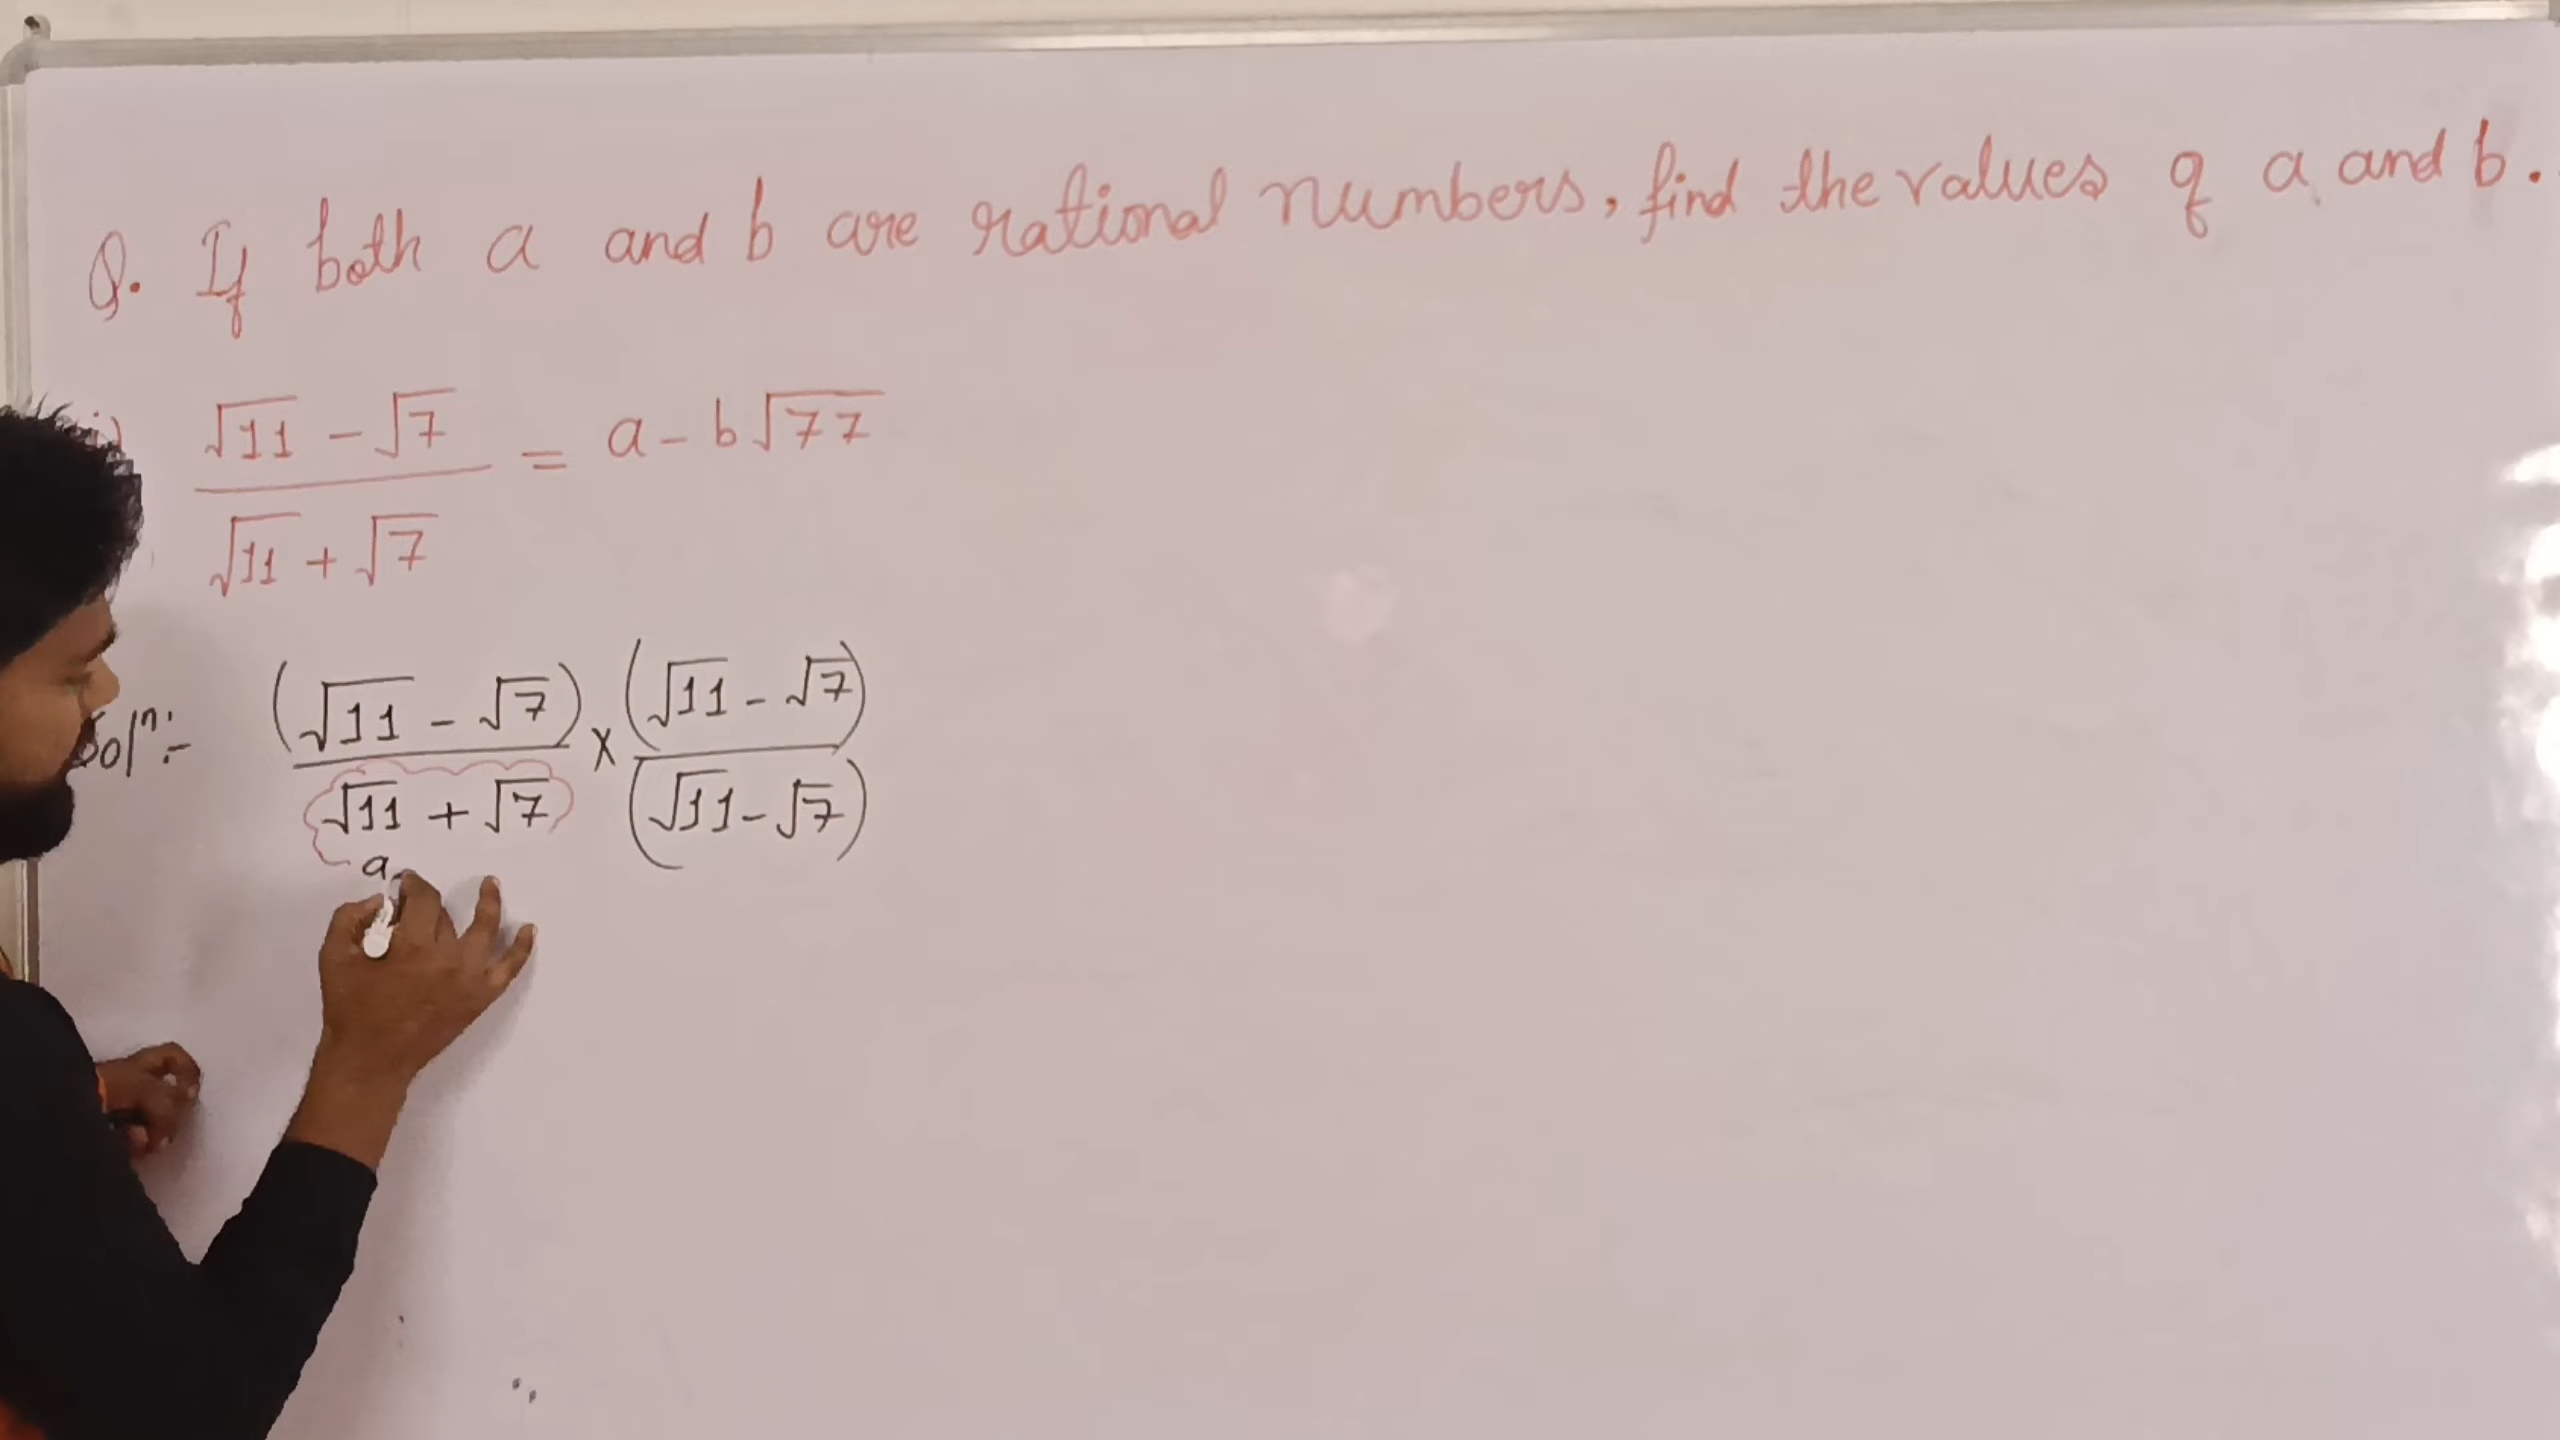 Q. If both a and b are rational numbers, find the values of a and b.
i) (√11 - √7)/(√11 + √7) = a - b√77
Solⁿ:- (√11 - √7)/(√11 + √7) × (√11 - √7)/(√11 - √7)
a